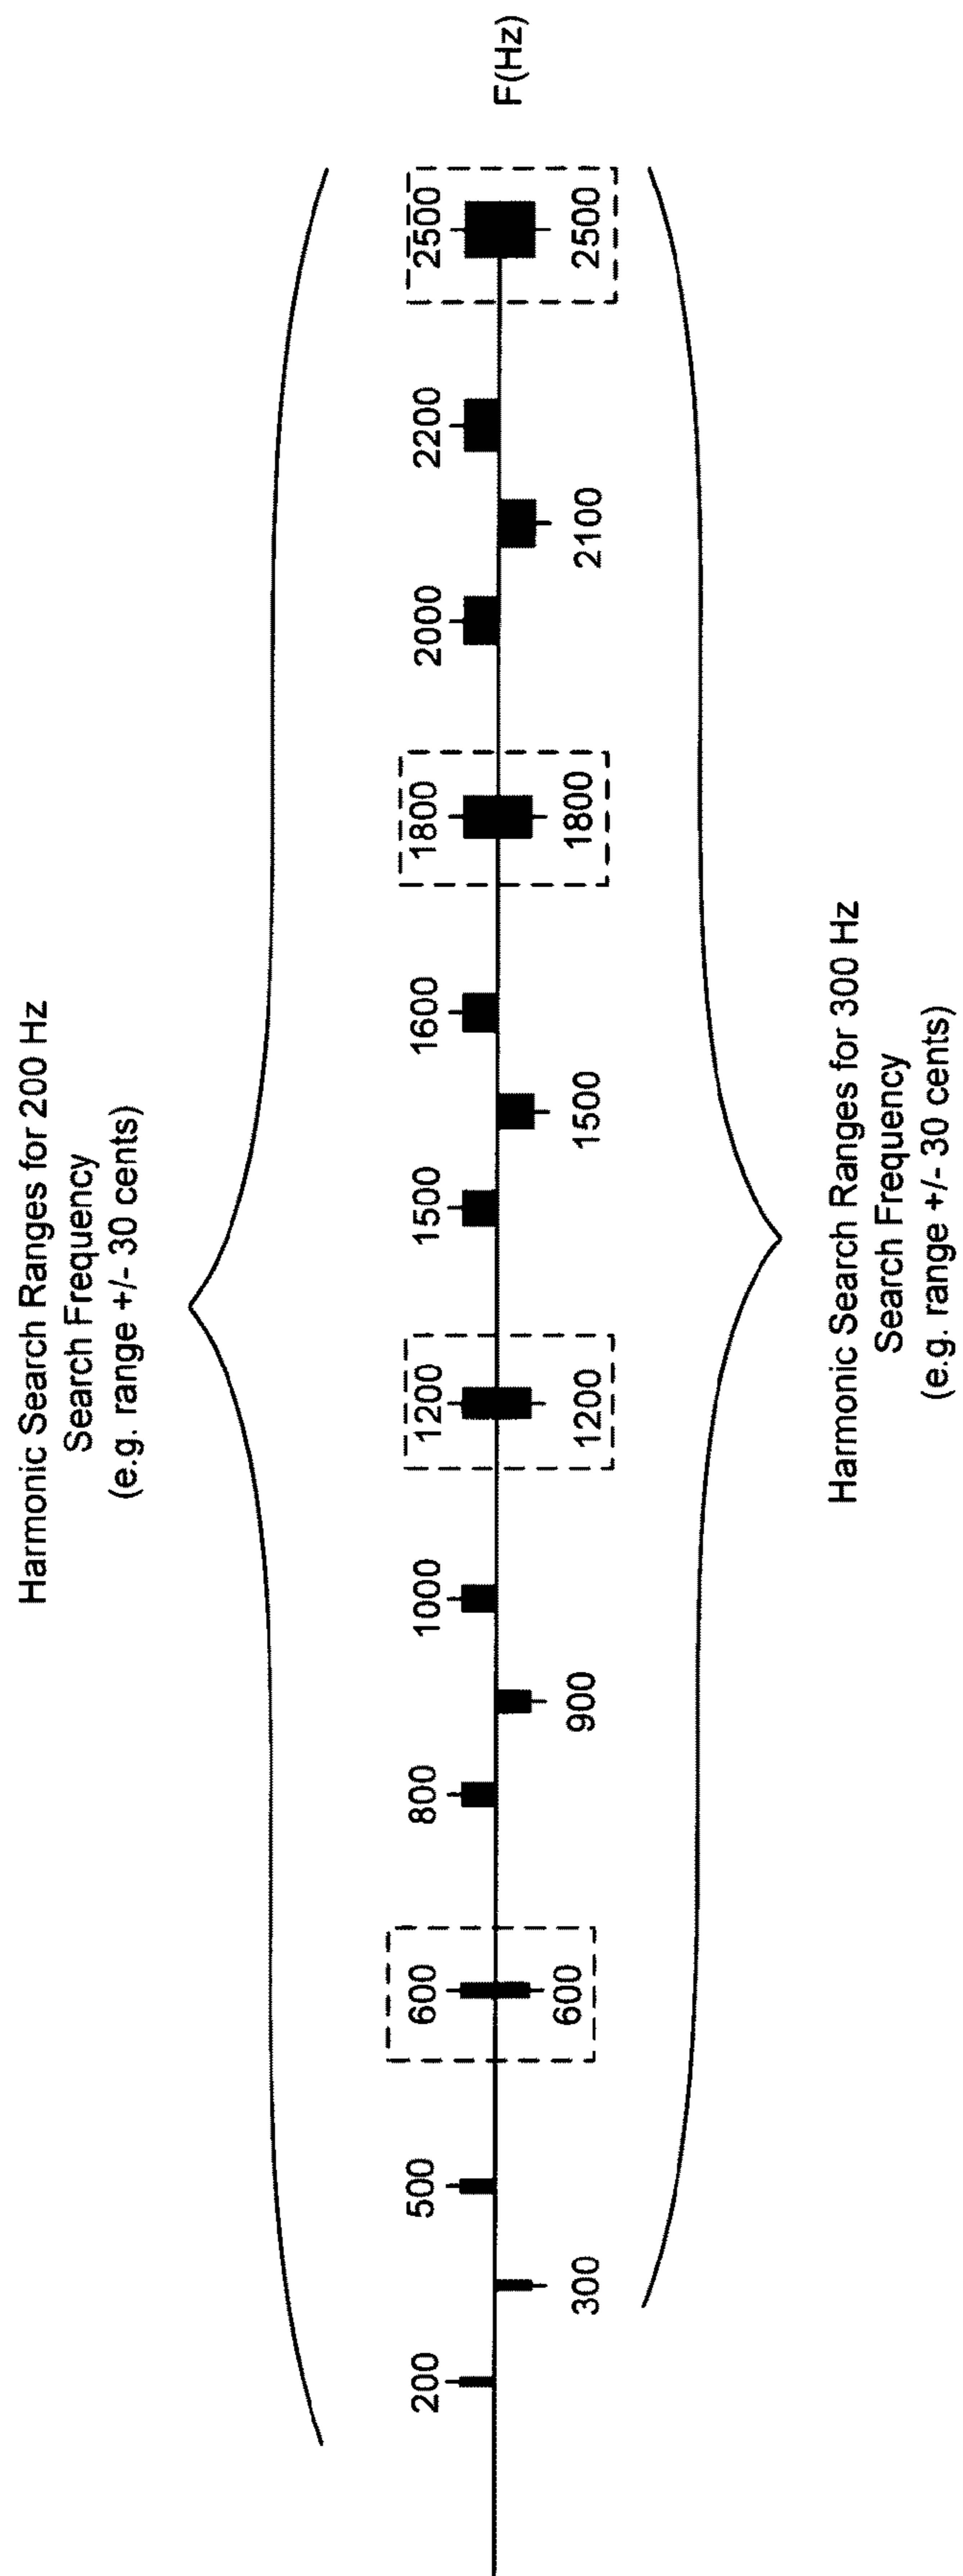 Harmonic Search Ranges for 200 Hz
Search Frequency
(e.g. range +/- 30 cents)
200
500
600
800
1000
1200
1500
1600
1800
2000
2200
2500
F(Hz)
300
600
900
1200
1500
1800
2100
2500
Harmonic Search Ranges for 300 Hz
Search Frequency
(e.g. range +/- 30 cents)